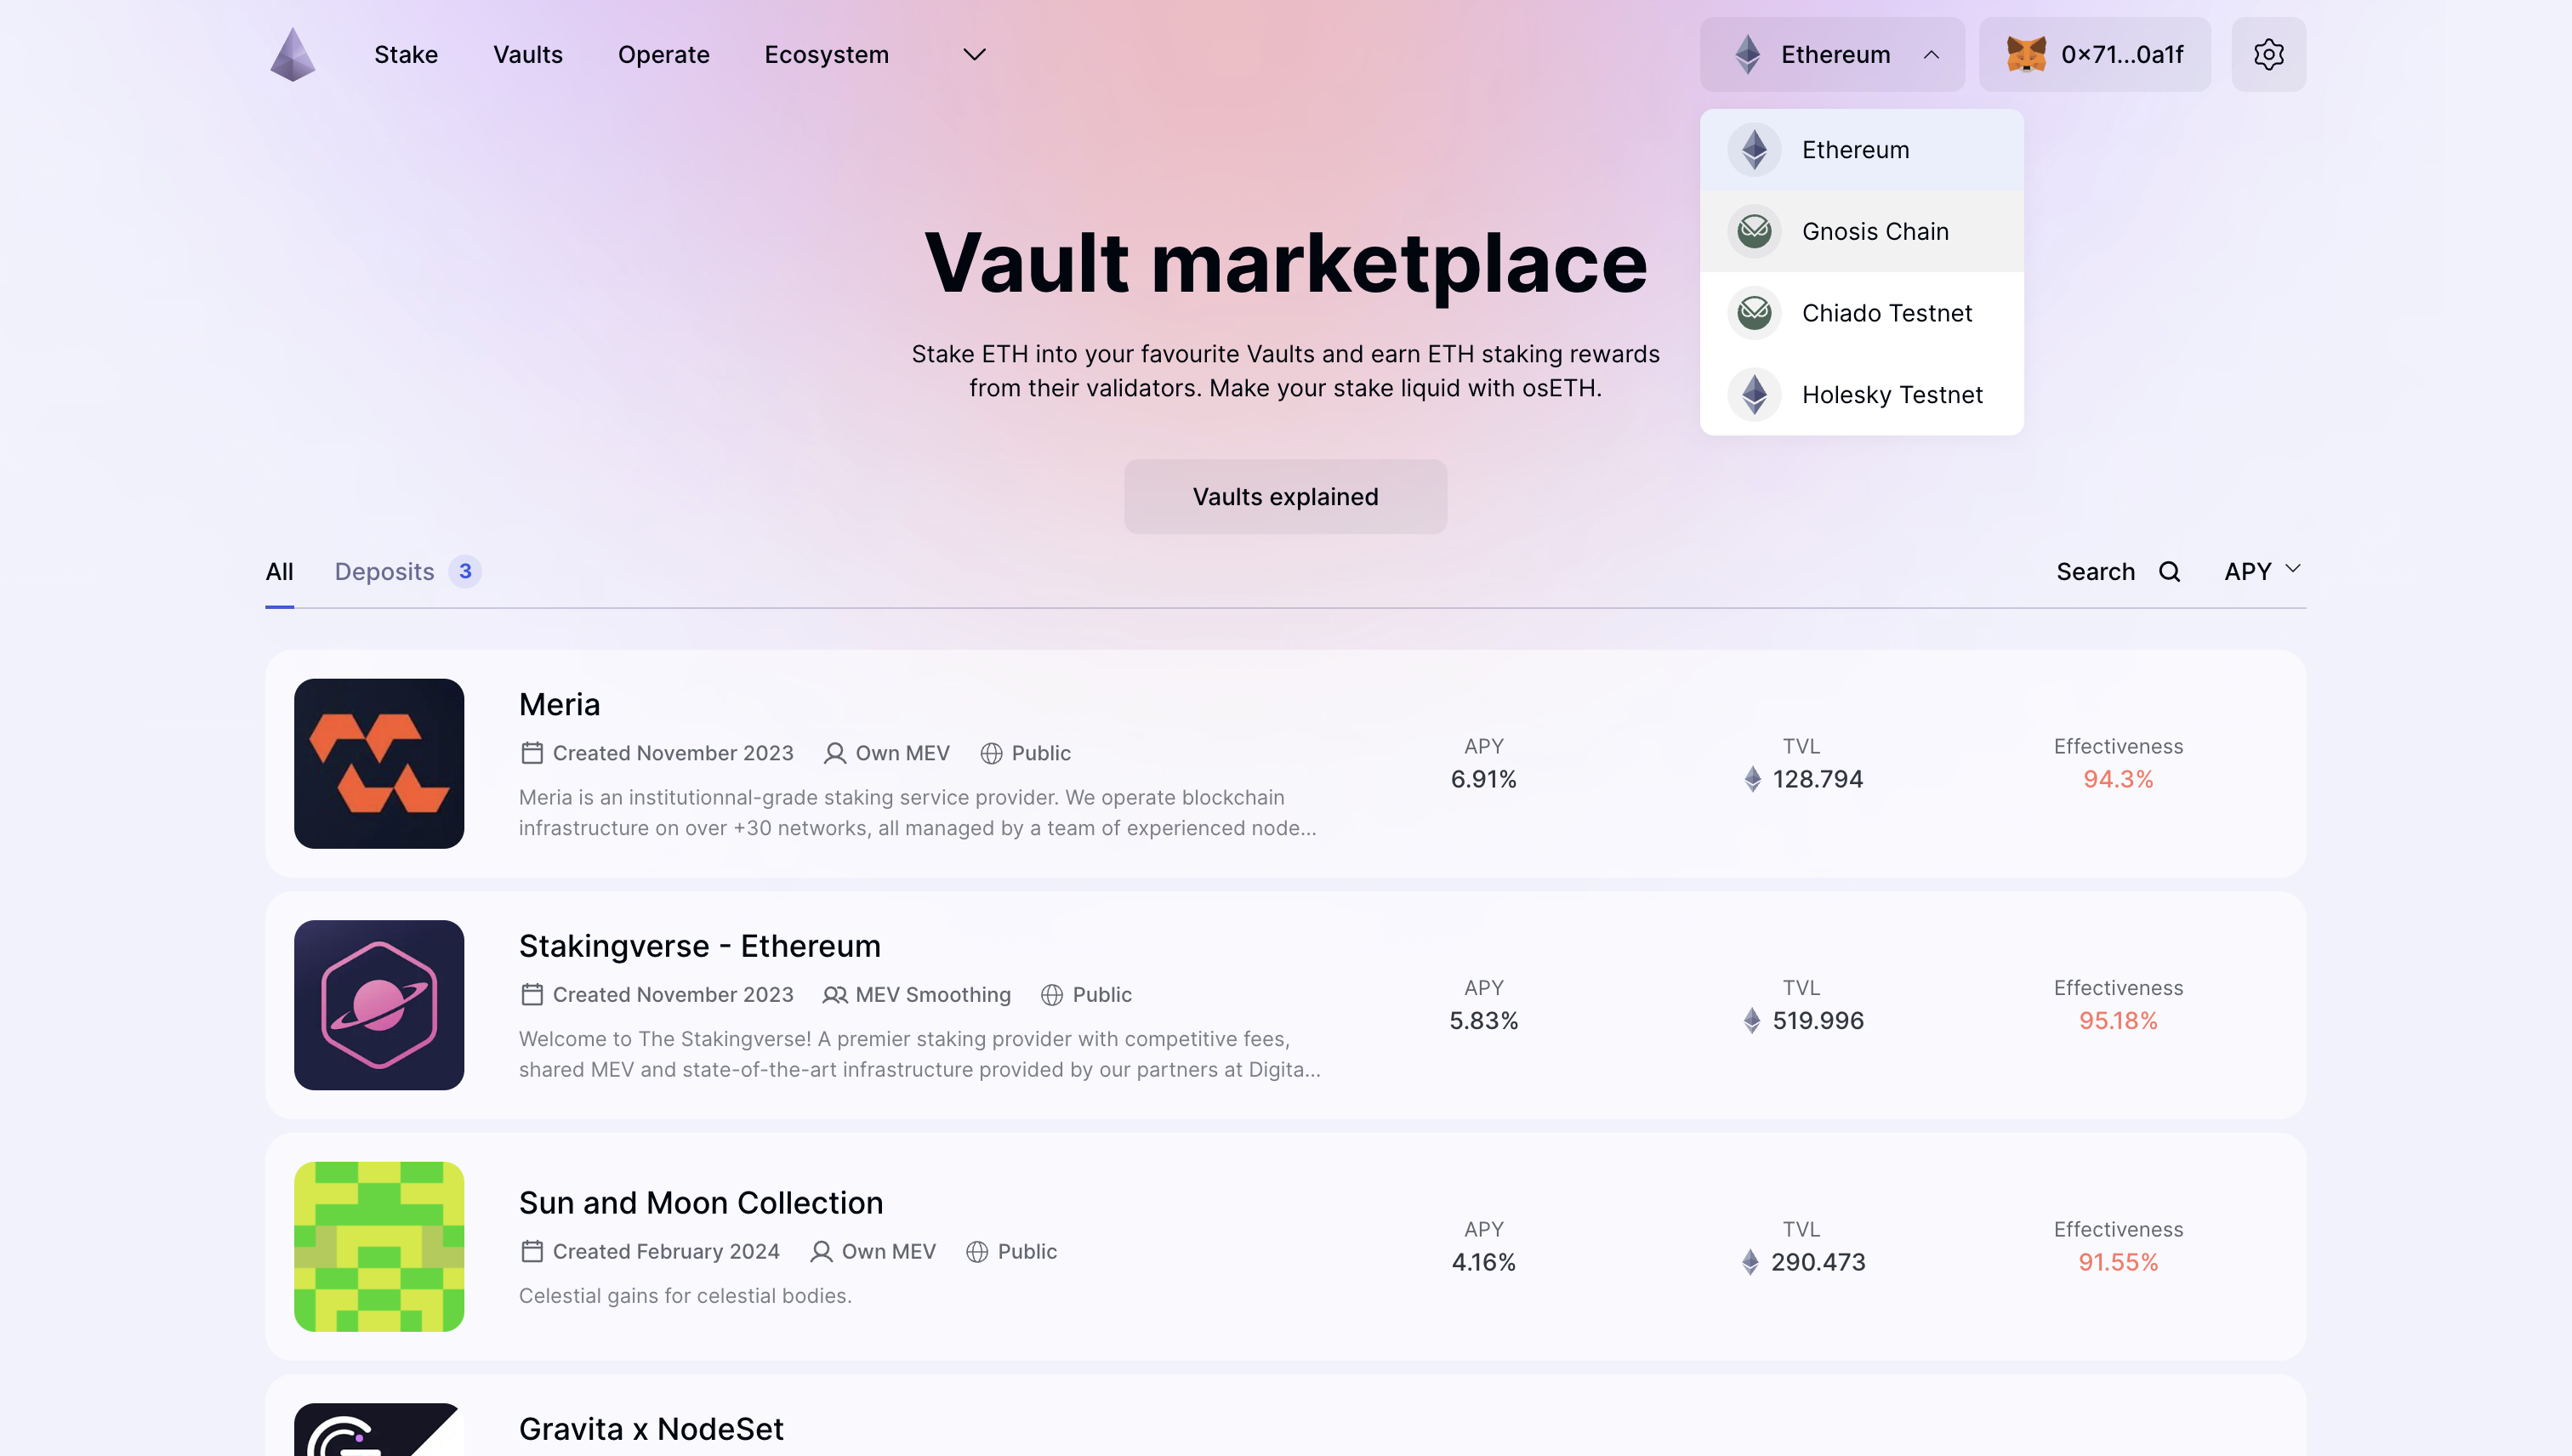 Stake
Vaults
Operate
Ecosystem
Ethereum
0x71...0a1f
Ethereum
Gnosis Chain
Chiado Testnet
Holesky Testnet
Vault marketplace
Stake ETH into your favourite Vaults and earn ETH staking rewards
from their validators. Make your stake liquid with osETH.
Vaults explained
All
Deposits 3
Search
APY
Meria
Created November 2023 Own MEV Public
Meria is an institutionnal-grade staking service provider. We operate blockchain
infrastructure on over +30 networks, all managed by a team of experienced node...
APY
6.91%
TVL
128.794
Effectiveness
94.3%
Stakingverse - Ethereum
Created November 2023 MEV Smoothing Public
Welcome to The Stakingverse! A premier staking provider with competitive fees,
shared MEV and state-of-the-art infrastructure provided by our partners at Digita...
APY
5.83%
TVL
519.996
Effectiveness
95.18%
Sun and Moon Collection
Created February 2024 Own MEV Public
Celestial gains for celestial bodies.
APY
4.16%
TVL
290.473
Effectiveness
91.55%
Gravita x NodeSet